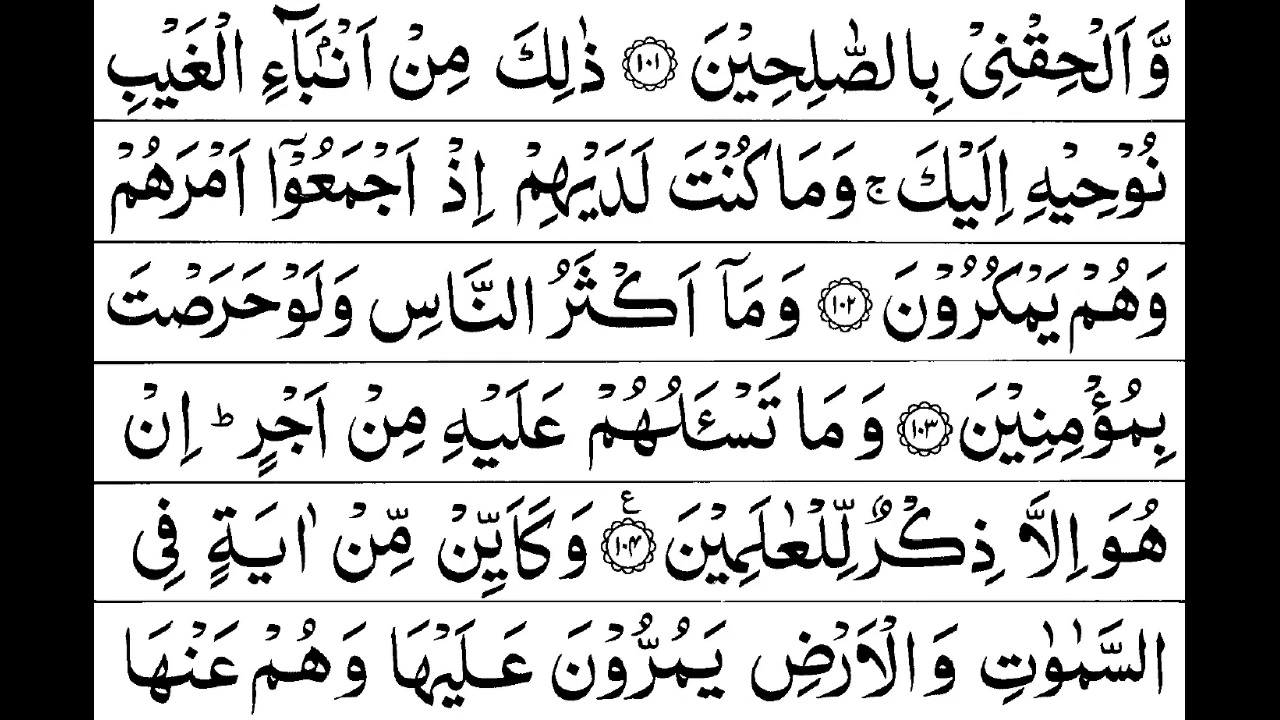 وَّاَلْحِقْنِیْ بِالصّٰلِحِیْنَ ۝۱۰۱ ذٰلِكَ مِنْ اَنْۢبَآءِ الْغَیْبِ
نُوْحِیْهِ اِلَیْكَ ۚ وَمَا كُنْتَ لَدَیْهِمْ اِذْ اَجْمَعُوْۤا اَمْرَهُمْ
وَهُمْ یَمْكُرُوْنَ ۝۱۰۲ وَمَاۤ اَكْثَرُ النَّاسِ وَلَوْ حَرَصْتَ
بِمُؤْمِنِیْنَ ۝۱۰۳ وَمَا تَسْـَٔلُهُمْ عَلَیْهِ مِنْ اَجْرٍ ؕ اِنْ
هُوَ اِلَّا ذِكْرٌ لِّلْعٰلَمِیْنَ ۝۱۰۴ ع وَكَاَیِّنْ مِّنْ اٰیَةٍ فِی
السَّمٰوٰتِ وَالْاَرْضِ یَمُرُّوْنَ عَلَیْهَا وَهُمْ عَنْهَا